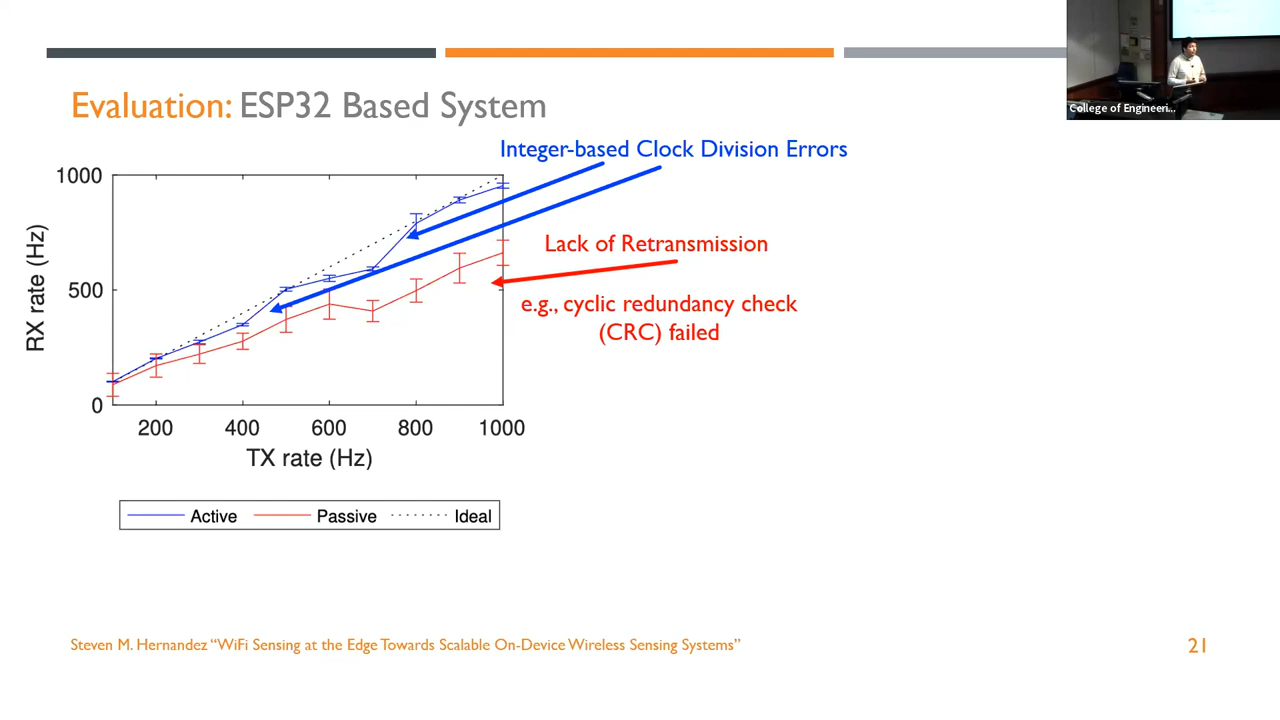 College of Engineeri...
Evaluation: ESP32 Based System
Integer-based Clock Division Errors
Lack of Retransmission
e.g., cyclic redundancy check
(CRC) failed
1000
500
0
RX rate (Hz)
200 400 600 800 1000
TX rate (Hz)
Active Passive Ideal
Steven M. Hernandez “WiFi Sensing at the Edge Towards Scalable On-Device Wireless Sensing Systems”
21